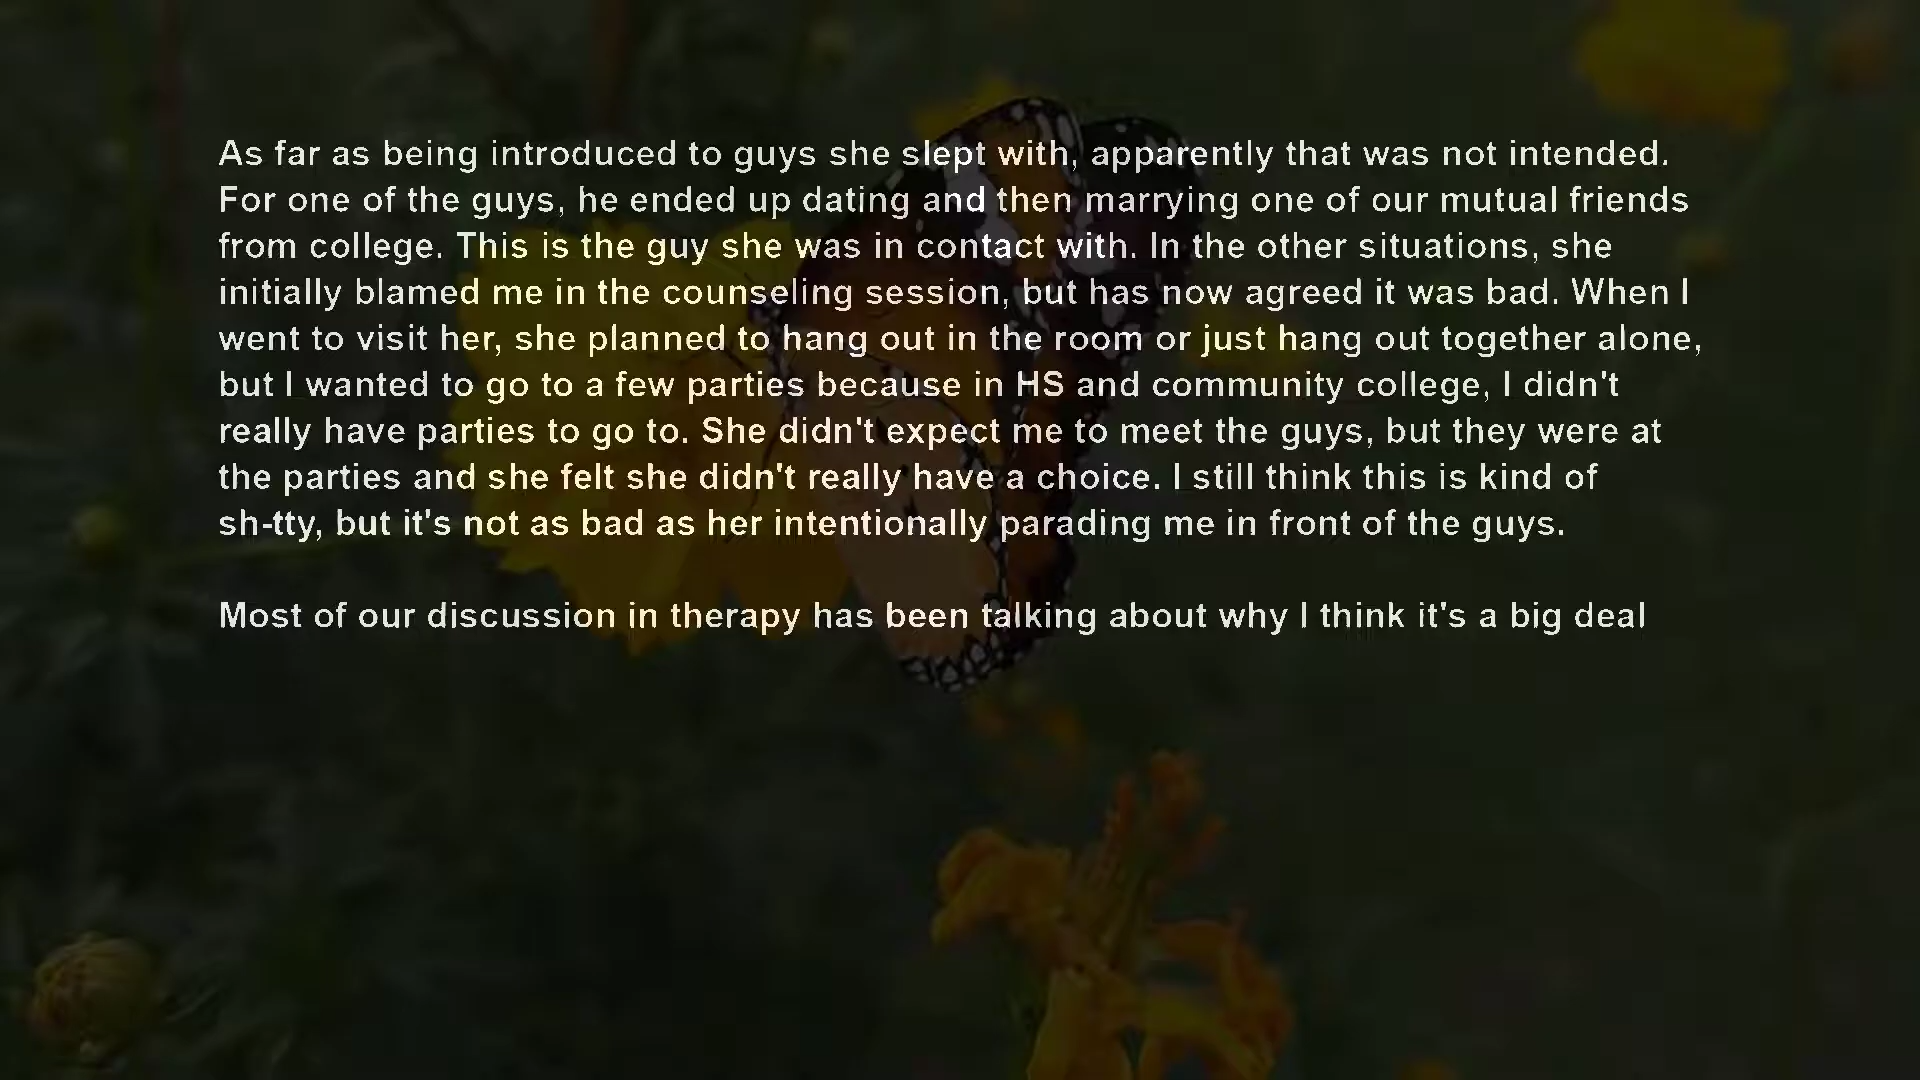 As far as being introduced to guys she slept with, apparently that was not intended.
For one of the guys, he ended up dating and then marrying one of our mutual friends
from college. This is the guy she was in contact with. In the other situations, she
initially blamed me in the counseling session, but has now agreed it was bad. When I
went to visit her, she planned to hang out in the room or just hang out together alone,
but I wanted to go to a few parties because in HS and community college, I didn't
really have parties to go to. She didn't expect me to meet the guys, but they were at
the parties and she felt she didn't really have a choice. I still think this is kind of
sh-tty, but it's not as bad as her intentionally parading me in front of the guys.
Most of our discussion in therapy has been talking about why I think it's a big deal